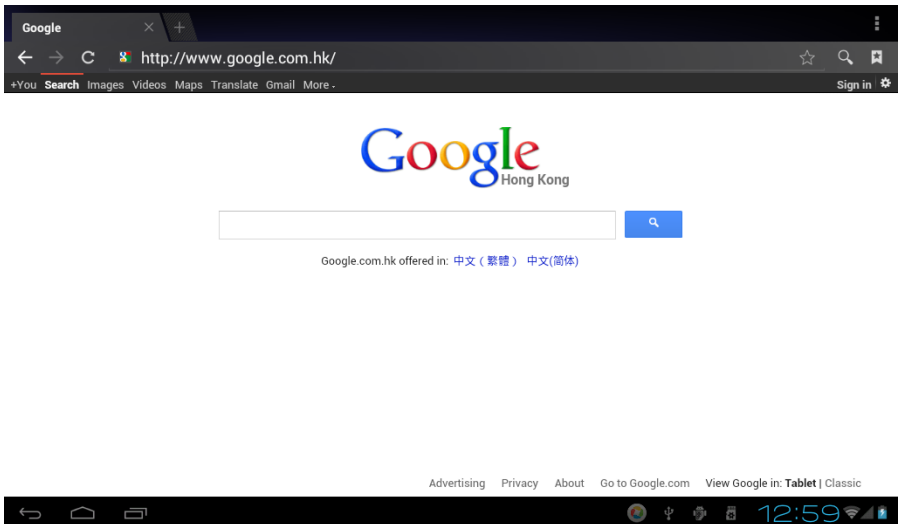 Google
http://www.google.com.hk/
+You Search Images Videos Maps Translate Gmail More
Sign in
Google
Hong Kong
Google.com.hk offered in: 中文（繁體） 中文(简体)
Advertising Privacy About Go to Google.com View Google in: Tablet | Classic
12:59